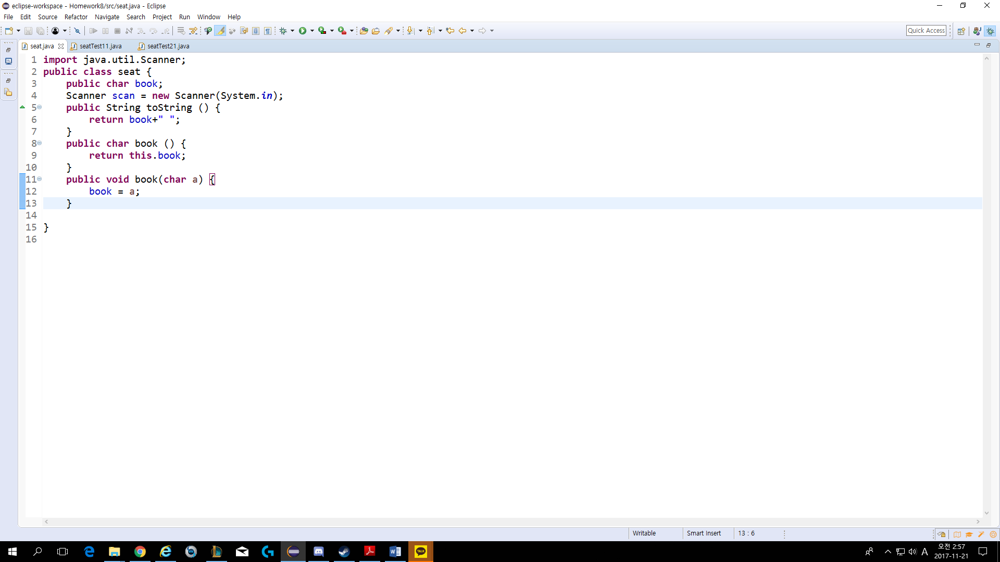 eclipse-workspace - Homework8/src/seat.java - Eclipse
File Edit Source Refactor Navigate Search Project Run Window Help
Quick Access
seat.java seatTest11.java seatTest21.java
1 import java.util.Scanner;
2 public class seat {
3     public char book;
4     Scanner scan = new Scanner(System.in);
5     public String toString () {
6         return book+" ";
7     }
8     public char book () {
9         return this.book;
10     }
11     public void book(char a) {
12         book = a;
13     }
14
15 }
16
Writable Smart Insert 13 : 6
TALK
A 오전 2:57
2017-11-21